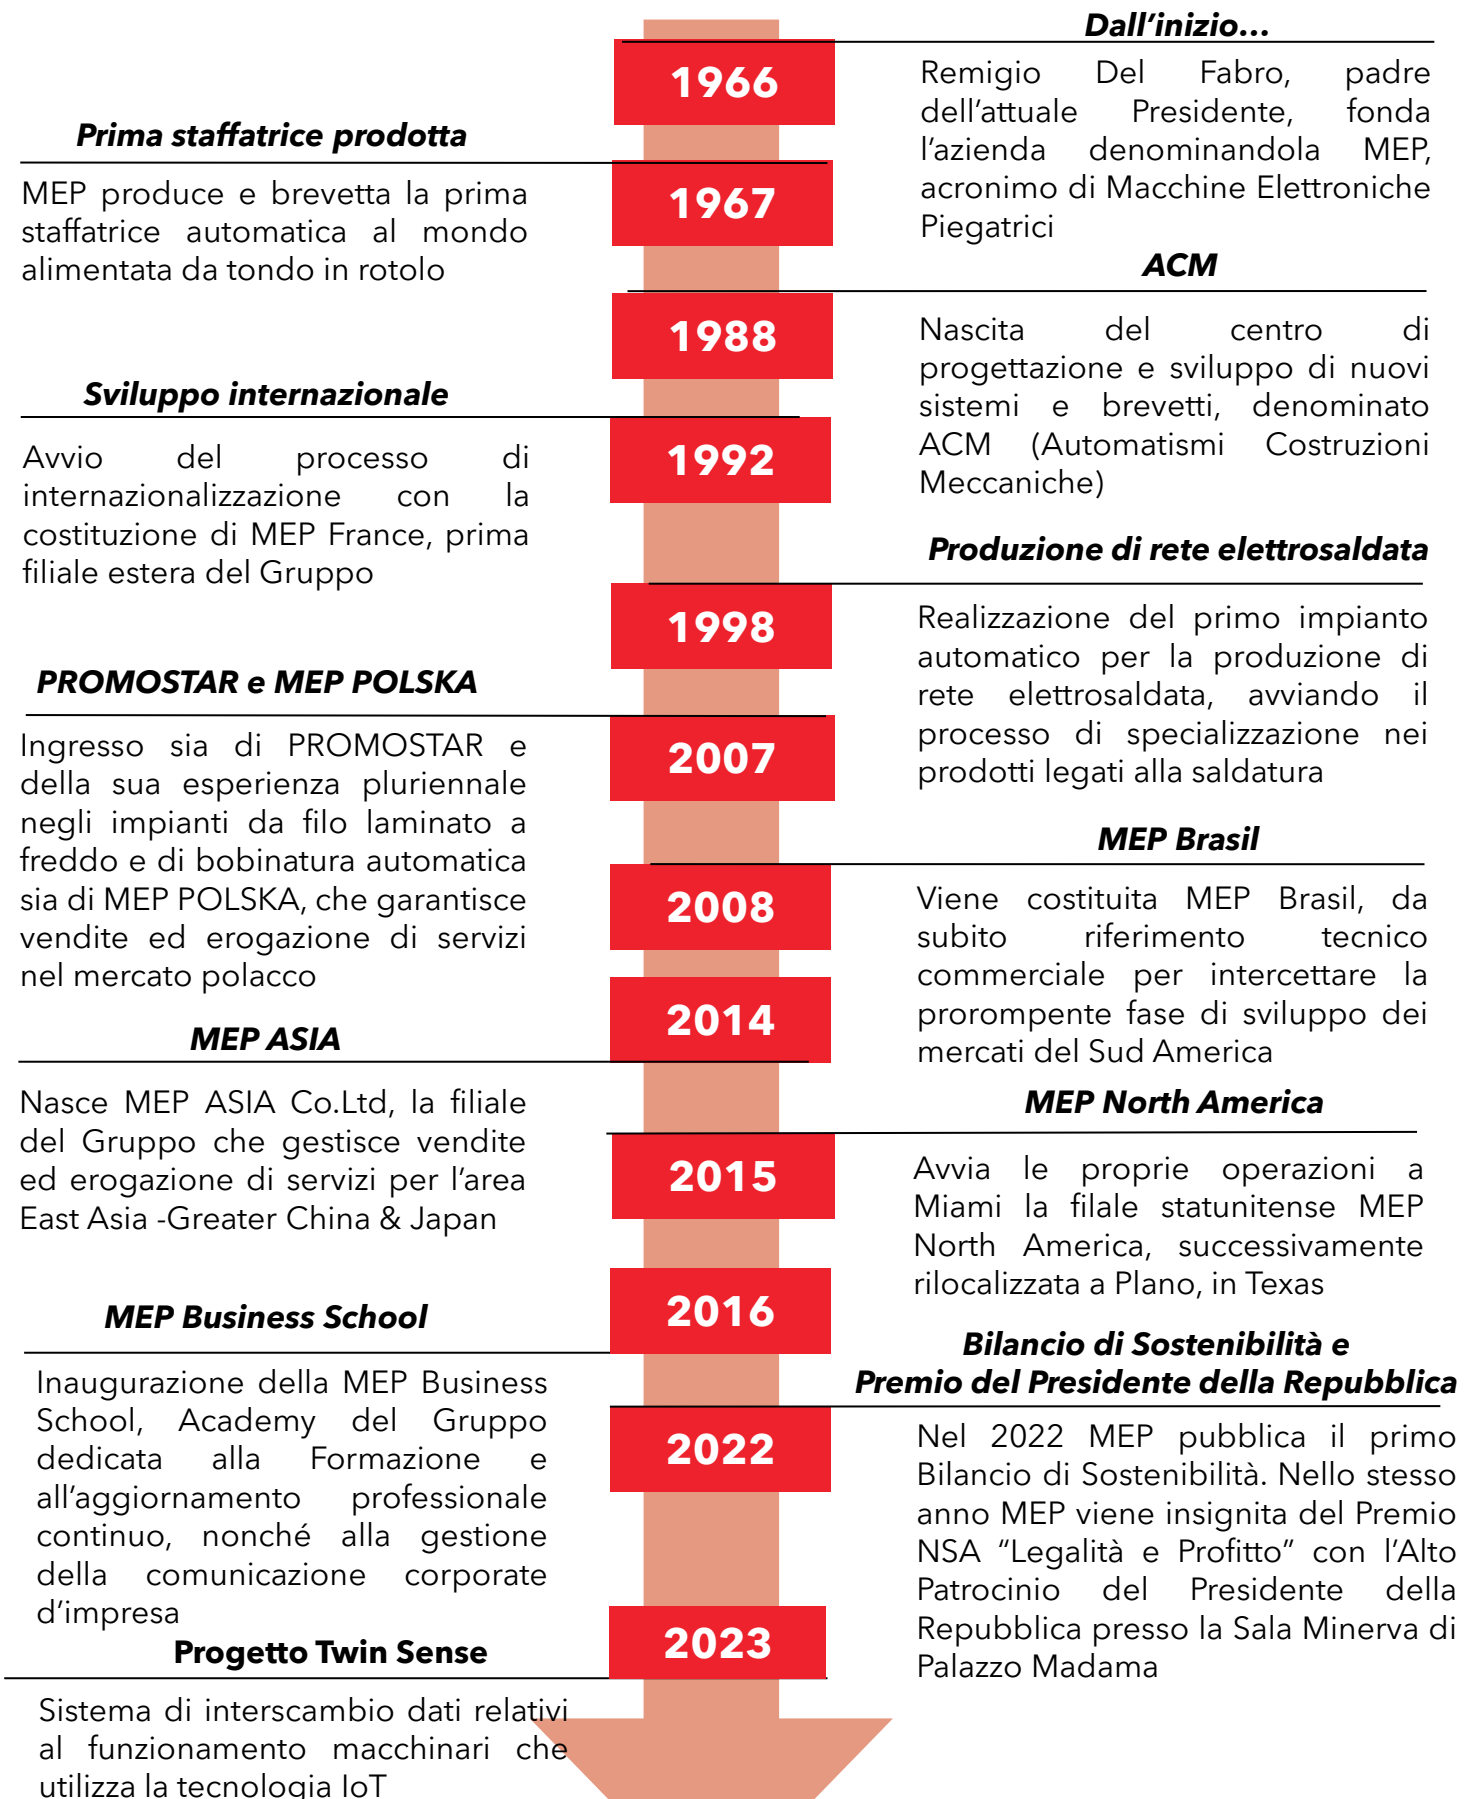 Dall’inizio…
1966
Remigio Del Fabro, padre
dell’attuale Presidente, fonda
l’azienda denominandola MEP,
acronimo di Macchine Elettroniche
Piegatrici
Prima staffatrice prodotta
1967
MEP produce e brevetta la prima
staffatrice automatica al mondo
alimentata da tondo in rotolo
ACM
1988
Nascita del centro di
progettazione e sviluppo di nuovi
sistemi e brevetti, denominato
ACM (Automatismi Costruzioni
Meccaniche)
Sviluppo internazionale
1992
Avvio del processo di
internazionalizzazione con la
costituzione di MEP France, prima
filiale estera del Gruppo
Produzione di rete elettrosaldata
1998
Realizzazione del primo impianto
automatico per la produzione di
rete elettrosaldata, avviando il
processo di specializzazione nei
prodotti legati alla saldatura
PROMOSTAR e MEP POLSKA
2007
Ingresso sia di PROMOSTAR e
della sua esperienza pluriennale
negli impianti da filo laminato a
freddo e di bobinatura automatica
sia di MEP POLSKA, che garantisce
vendite ed erogazione di servizi
nel mercato polacco
MEP Brasil
2008
Viene costituita MEP Brasil, da
subito riferimento tecnico
commerciale per intercettare la
prorompente fase di sviluppo dei
mercati del Sud America
2014
MEP ASIA
Nasce MEP ASIA Co.Ltd, la filiale
del Gruppo che gestisce vendite
ed erogazione di servizi per l’area
East Asia -Greater China & Japan
MEP North America
2015
Avvia le proprie operazioni a
Miami la filale statunitense MEP
North America, successivamente
rilocalizzata a Plano, in Texas
2016
MEP Business School
Inaugurazione della MEP Business
School, Academy del Gruppo
dedicata alla Formazione e
all’aggiornamento professionale
continuo, nonché alla gestione
della comunicazione corporate
d’impresa
Bilancio di Sostenibilità e
Premio del Presidente della Repubblica
2022
Nel 2022 MEP pubblica il primo
Bilancio di Sostenibilità. Nello stesso
anno MEP viene insignita del Premio
NSA “Legalità e Profitto” con l’Alto
Patrocinio del Presidente della
Repubblica presso la Sala Minerva di
Palazzo Madama
2023
Progetto Twin Sense
Sistema di interscambio dati relativi
al funzionamento macchinari che
utilizza la tecnologia IoT